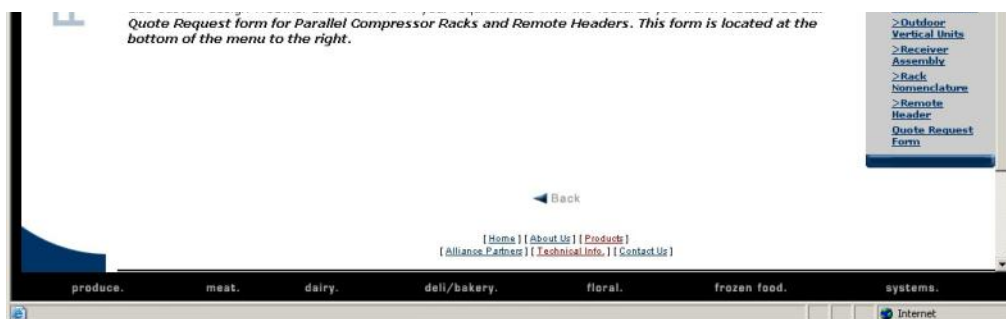 Quote Request form for Parallel Compressor Racks and Remote Headers. This form is located at the
bottom of the menu to the right.
>Outdoor
Vertical Units
>Receiver
Assembly
>Rack
Nomenclature
>Remote
Header
Quote Request
Form
Back
[ Home ] [ About Us ] [ Products ]
[ Alliance Partners ] [ Technical Info. ] [ Contact Us ]
produce. meat. dairy. deli/bakery. floral. frozen food. systems.
Internet